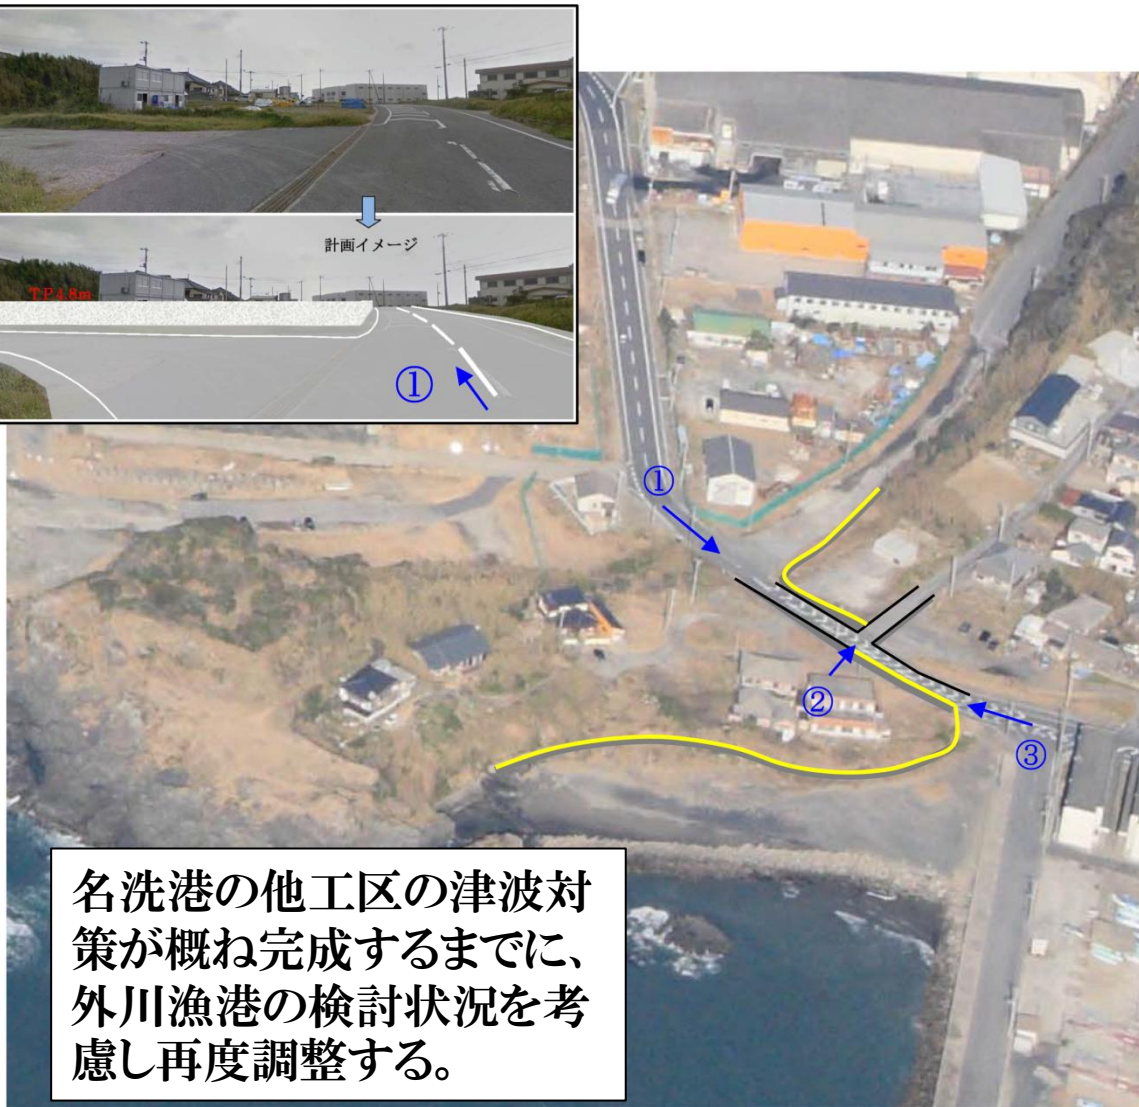 計画イメージ
T.P.4.8m
①
①
②
③
名洗港の他工区の津波対
策が概ね完成するまでに、
外川漁港の検討状況を考
慮し再度調整する。